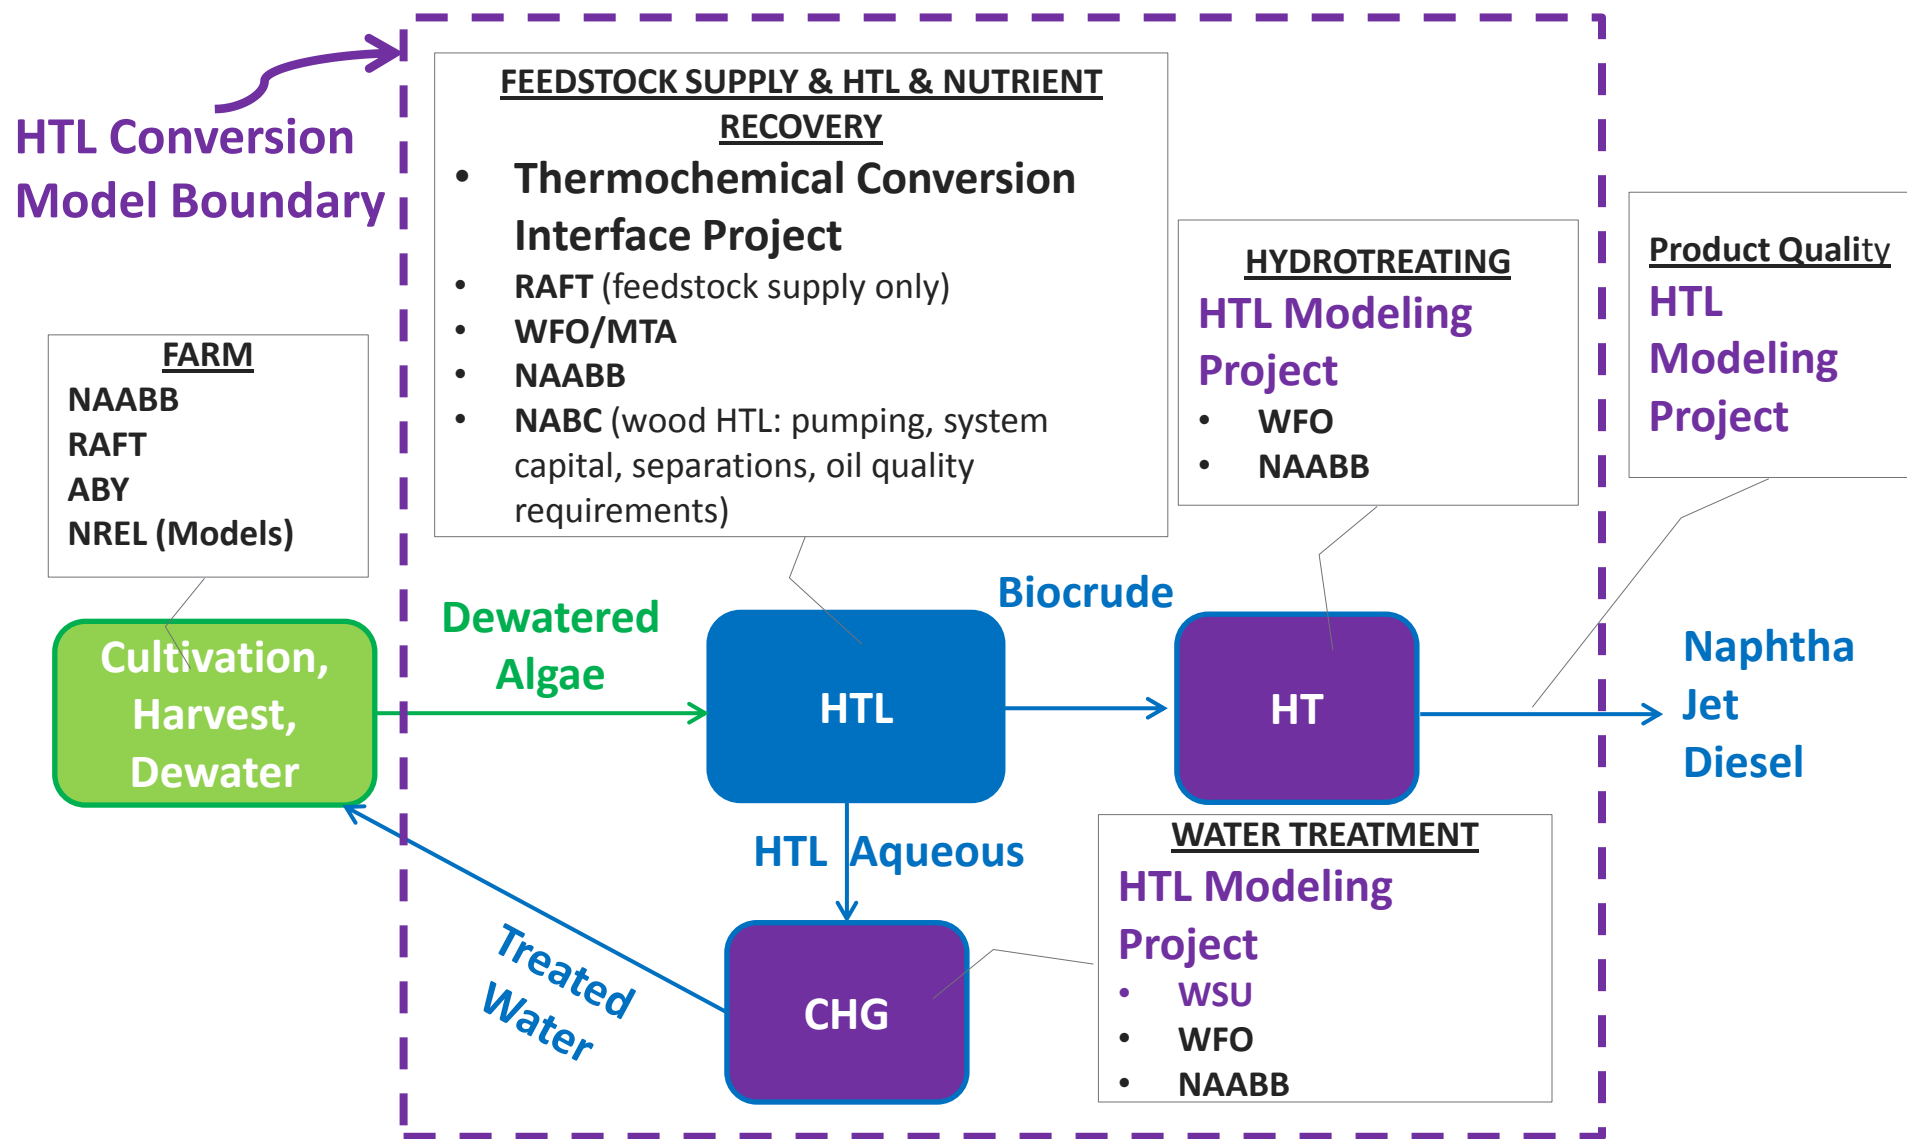 HTL Conversion
Model Boundary
FEEDSTOCK SUPPLY & HTL & NUTRIENT
RECOVERY
• Thermochemical Conversion
Interface Project
• RAFT (feedstock supply only)
• WFO/MTA
• NAABB
• NABC (wood HTL: pumping, system
capital, separations, oil quality
requirements)
HYDROTREATING
HTL Modeling
Project
• WFO
• NAABB
Product Quality
HTL
Modeling
Project
FARM
NAABB
RAFT
ABY
NREL (Models)
Cultivation,
Harvest,
Dewater
Dewatered
Algae
HTL
Biocrude
HT
Naphtha
Jet
Diesel
HTL Aqueous
Treated
Water
CHG
WATER TREATMENT
HTL Modeling
Project
• WSU
• WFO
• NAABB